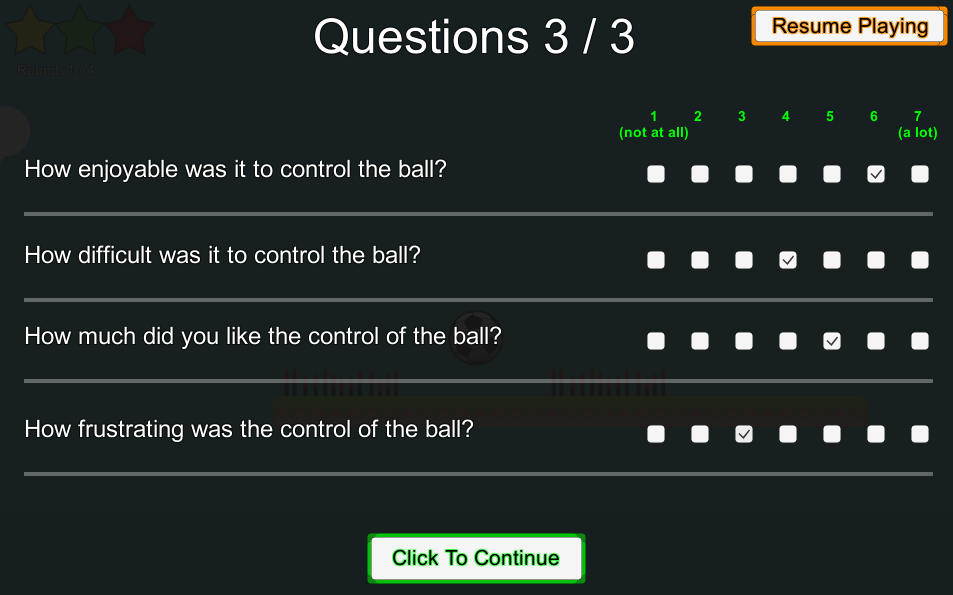 Questions 3 / 3
Resume Playing
1 2 3 4 5 6 7
(not at all) (a lot)
How enjoyable was it to control the ball?
How difficult was it to control the ball?
How much did you like the control of the ball?
How frustrating was the control of the ball?
Click To Continue